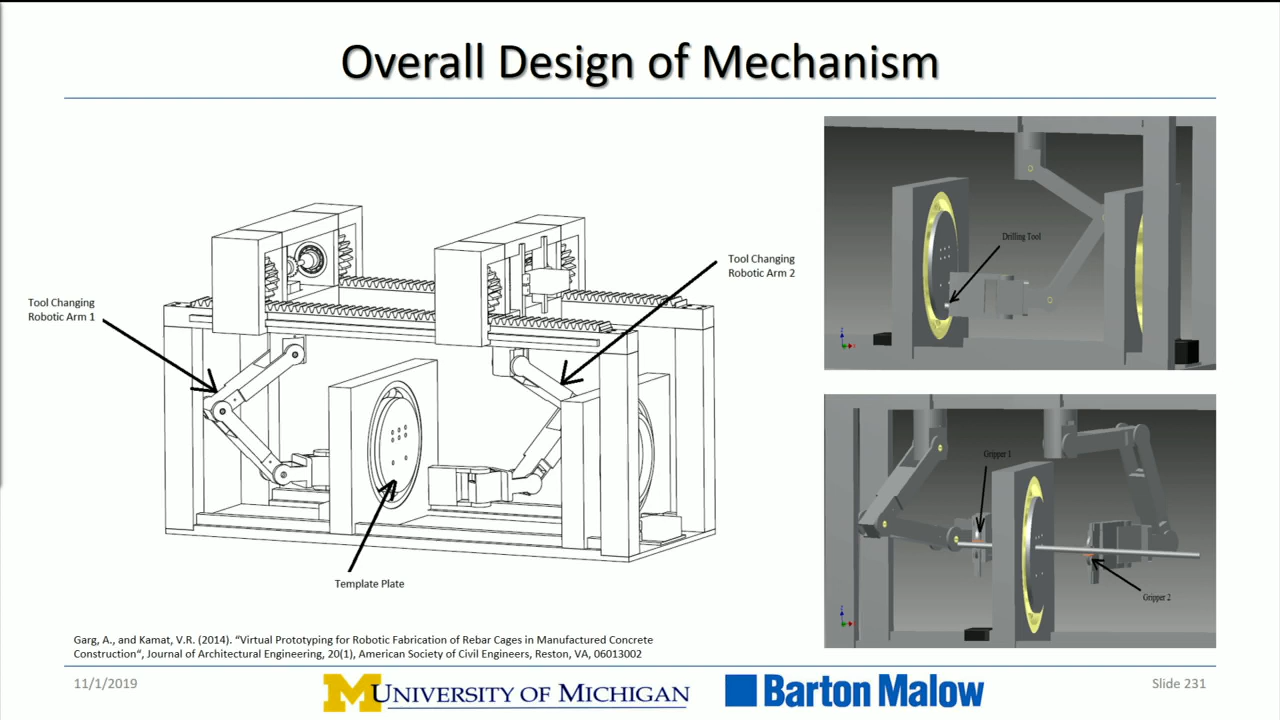 Overall Design of Mechanism
Tool Changing
Robotic Arm 1
Tool Changing
Robotic Arm 2
Template Plate
Drilling Tool
Gripper 1
Gripper 2
Garg, A., and Kamat, V.R. (2014). “Virtual Prototyping for Robotic Fabrication of Rebar Cages in Manufactured Concrete
Construction“, Journal of Architectural Engineering, 20(1), American Society of Civil Engineers, Reston, VA, 06013002
11/1/2019
M UNIVERSITY OF MICHIGAN
Barton Malow
Slide 231